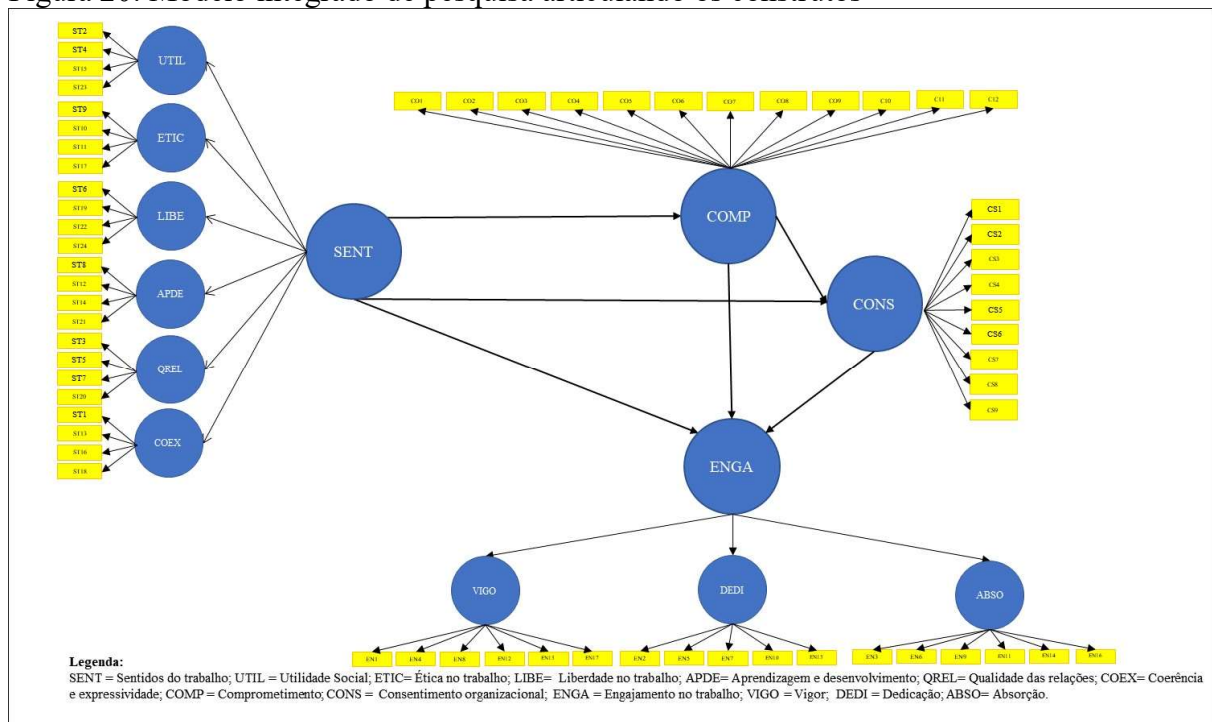 Figura 20: Modelo integrado de pesquisa articulando os construtos
ST2
ST4
ST15
ST23
UTIL
ST9
ST10
ST11
ST17
ETIC
ST6
ST19
ST22
ST24
LIBE
ST8
ST12
ST14
ST21
APDE
ST3
ST5
ST7
ST20
QREL
ST1
ST13
ST16
ST18
COEX
SENT
CO1 CO2 CO3 CO4 CO5 CO6 CO7 CO8 CO9 C10 C11 C12
COMP
CONS
CS1
CS2
CS3
CS4
CS5
CS6
CS7
CS8
CS9
ENGA
VIGO DEDI ABSO
EN1 EN4 EN8 EN12 EN15 EN17 EN2 EN5 EN7 EN10 EN3 EN6 EN9 EN11 EN14 EN16
Legenda:
SENT = Sentidos do trabalho; UTIL = Utilidade Social; ETIC= Ética no trabalho; LIBE= Liberdade no trabalho; APDE= Aprendizagem e desenvolvimento; QREL= Qualidade das relações; COEX= Coerência
e expressividade; COMP = Comprometimento; CONS = Consentimento organizacional; ENGA = Engajamento no trabalho; VIGO = Vigor; DEDI = Dedicação; ABSO= Absorção.